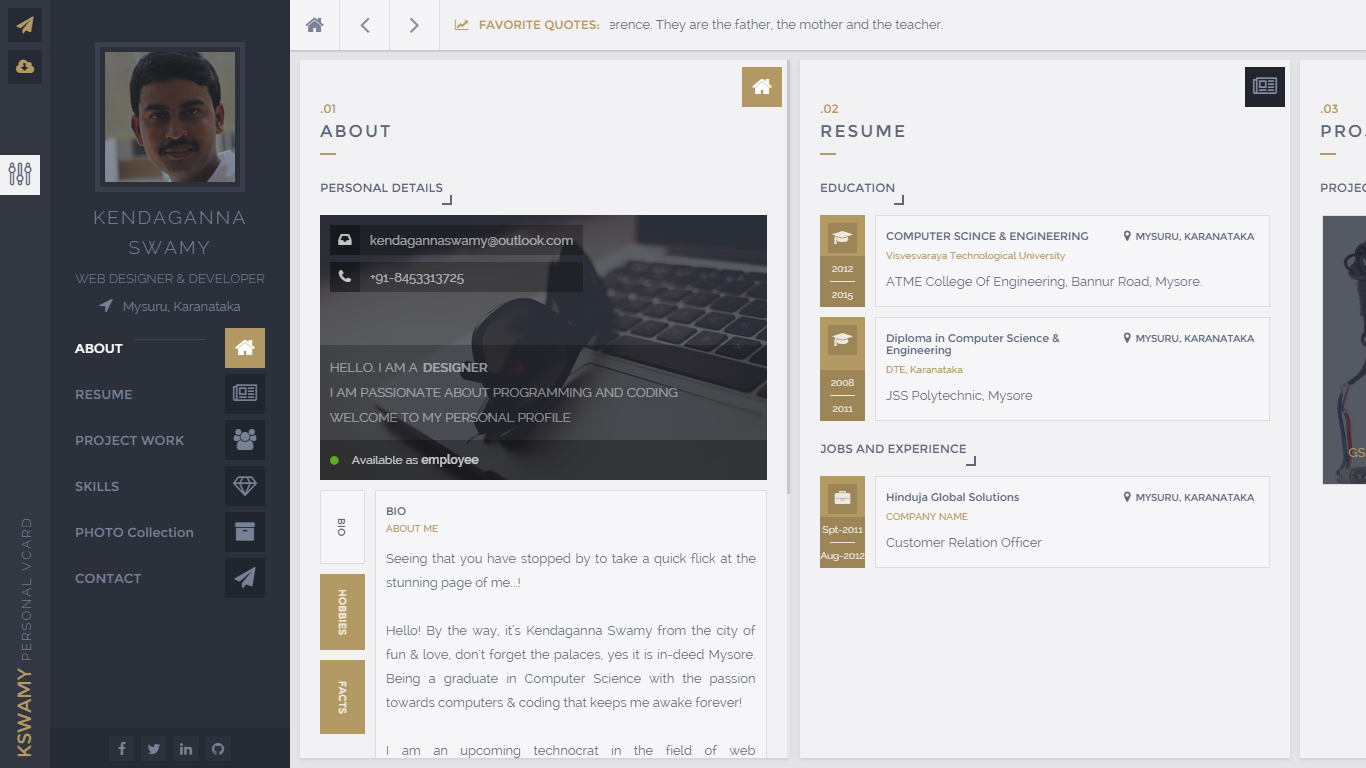 KENDAGANNA
SWAMY
WEB DESIGNER & DEVELOPER
Mysuru, Karanataka
ABOUT
RESUME
PROJECT WORK
SKILLS
PHOTO Collection
CONTACT
KSWAMY PERSONAL VCARD
FAVORITE QUOTES: erence. They are the father, the mother and the teacher.
.01
ABOUT
PERSONAL DETAILS
kendagannaswamy@outlook.com
+91-8453313725
HELLO. I AM A DESIGNER
I AM PASSIONATE ABOUT PROGRAMMING AND CODING
WELCOME TO MY PERSONAL PROFILE
Available as employee
BIO
HOBBIES
FACTS
BIO
ABOUT ME
Seeing that you have stopped by to take a quick flick at the
stunning page of me...!
Hello! By the way, it's Kendaganna Swamy from the city of
fun & love, don't forget the palaces, yes it is in-deed Mysore.
Being a graduate in Computer Science with the passion
towards computers & coding that keeps me awake forever!
I am an upcoming technocrat in the field of web
.02
RESUME
EDUCATION
2012
2015
COMPUTER SCINCE & ENGINEERING MYSURU, KARANATAKA
Visvesvaraya Technological University
ATME College Of Engineering, Bannur Road, Mysore.
2008
2011
Diploma in Computer Science & MYSURU, KARANATAKA
Engineering
DTE, Karanataka
JSS Polytechnic, Mysore
JOBS AND EXPERIENCE
Spt-2011
Aug-2012
Hinduja Global Solutions MYSURU, KARANATAKA
COMPANY NAME
Customer Relation Officer
.03
PROJ
PROJEC
GS